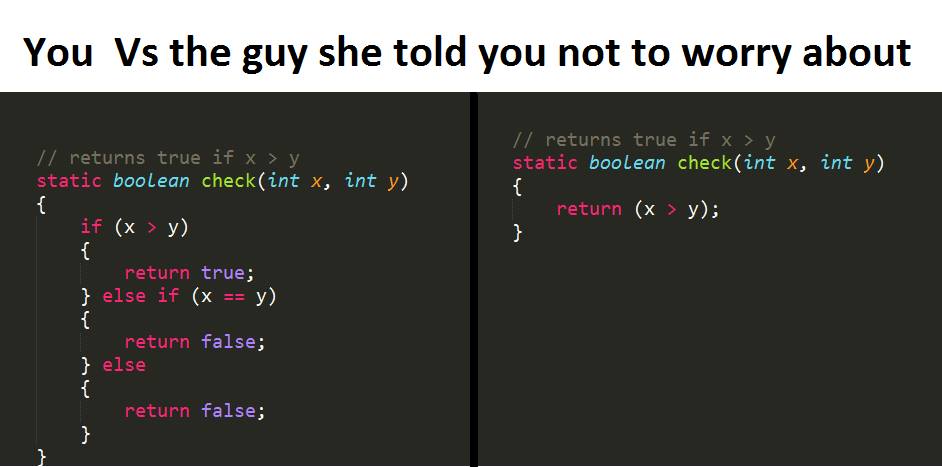 You  Vs the guy she told you not to worry about
// returns true if x > y
static boolean check(int x, int y)
{
    if (x > y)
    {
        return true;
    } else if (x == y)
    {
        return false;
    } else
    {
        return false;
    }
}
// returns true if x > y
static boolean check(int x, int y)
{
    return (x > y);
}